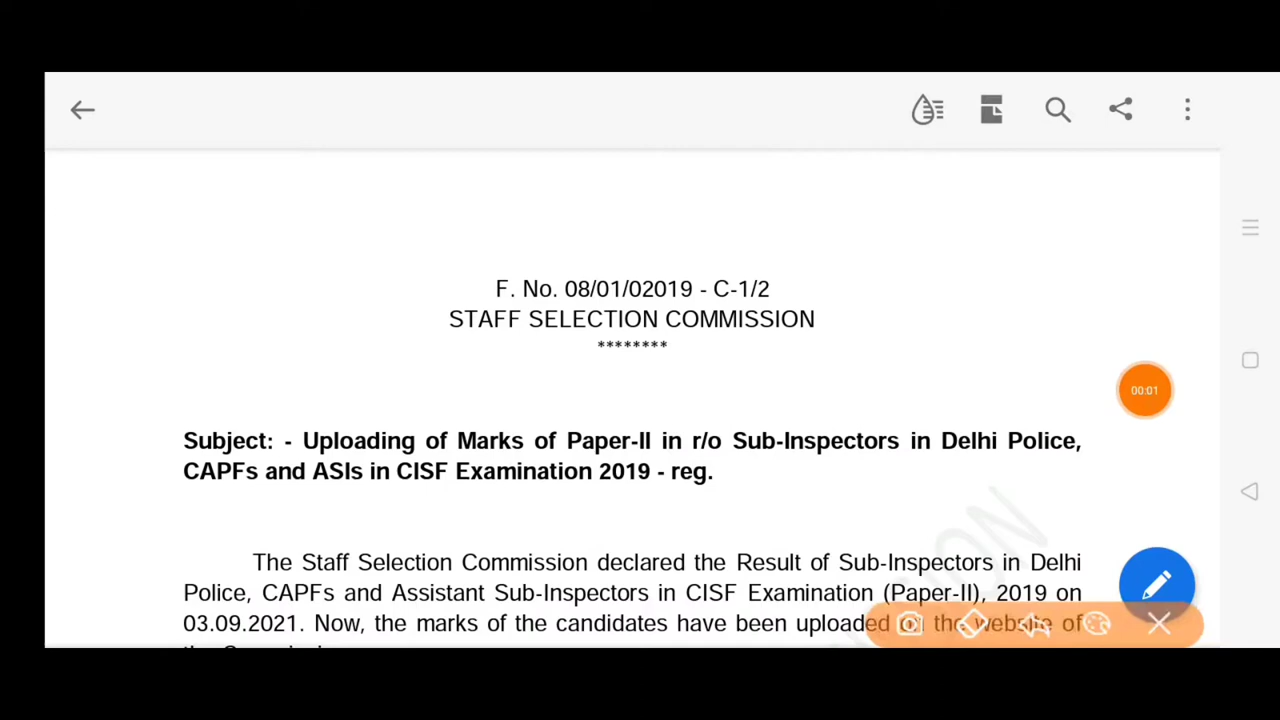 F. No. 08/01/02019 - C-1/2
STAFF SELECTION COMMISSION
********
00:01
Subject: - Uploading of Marks of Paper-II in r/o Sub-Inspectors in Delhi Police,
CAPFs and ASIs in CISF Examination 2019 - reg.
The Staff Selection Commission declared the Result of Sub-Inspectors in Delhi
Police, CAPFs and Assistant Sub-Inspectors in CISF Examination (Paper-II), 2019 on
03.09.2021. Now, the marks of the candidates have been uploaded the website of